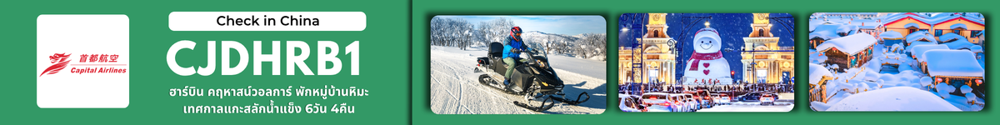 首都航空
Capital Airlines
Check in China
CJDHRB1
ฮาร์บิน คฤหาสน์วอลการ์ พักหมู่บ้านหิมะ
เทศกาลแกะสลักน้ำแข็ง 6วัน 4คืน